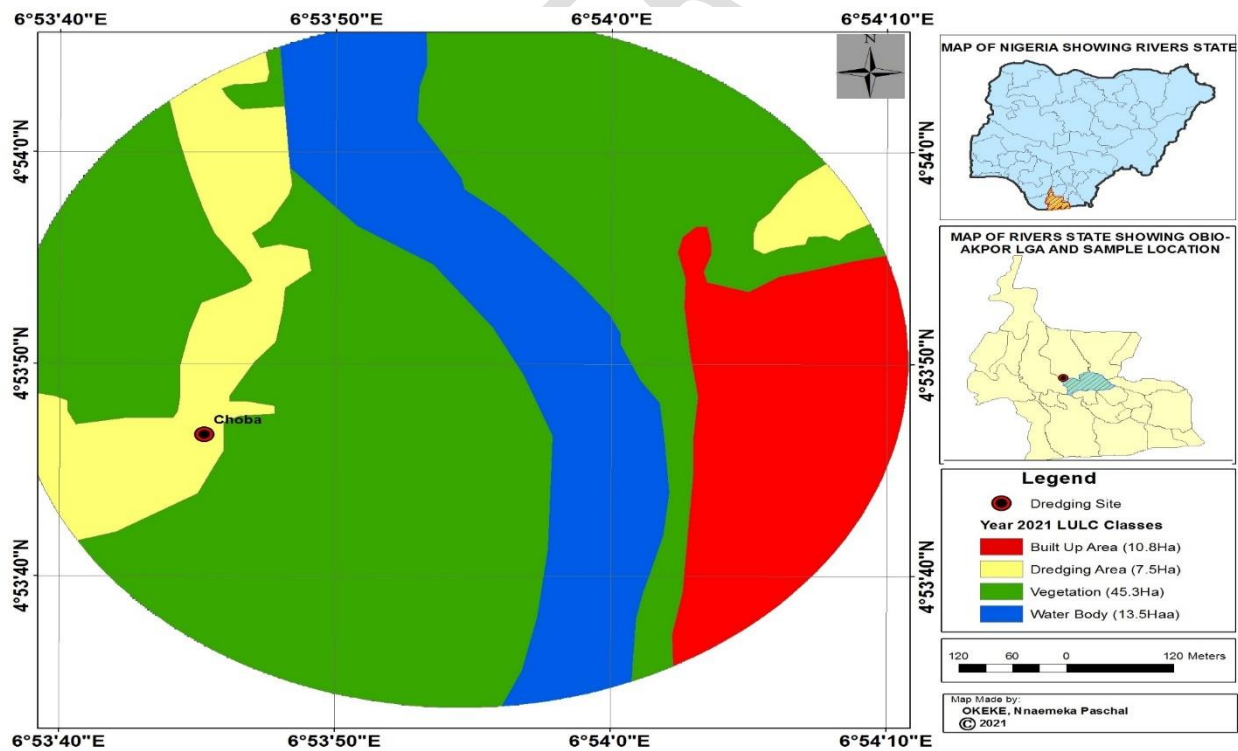 6°53'40"E 6°53'50"E 6°54'0"E 6°54'10"E
4°54'0"N
4°53'50"N
4°53'40"N
N
Choba
4°54'0"N
4°53'50"N
4°53'40"N
6°53'40"E 6°53'50"E 6°54'0"E 6°54'10"E
MAP OF NIGERIA SHOWING RIVERS STATE
MAP OF RIVERS STATE SHOWING OBIO-
AKPOR LGA AND SAMPLE LOCATION
Legend
Dredging Site
Year 2021 LULC Classes
Built Up Area (10.8Ha)
Dredging Area (7.5Ha)
Vegetation (45.3Ha)
Water Body (13.5Haa)
120 60 0 120 Meters
Map Made by:
OKEKE, Nnaemeka Paschal
© 2021